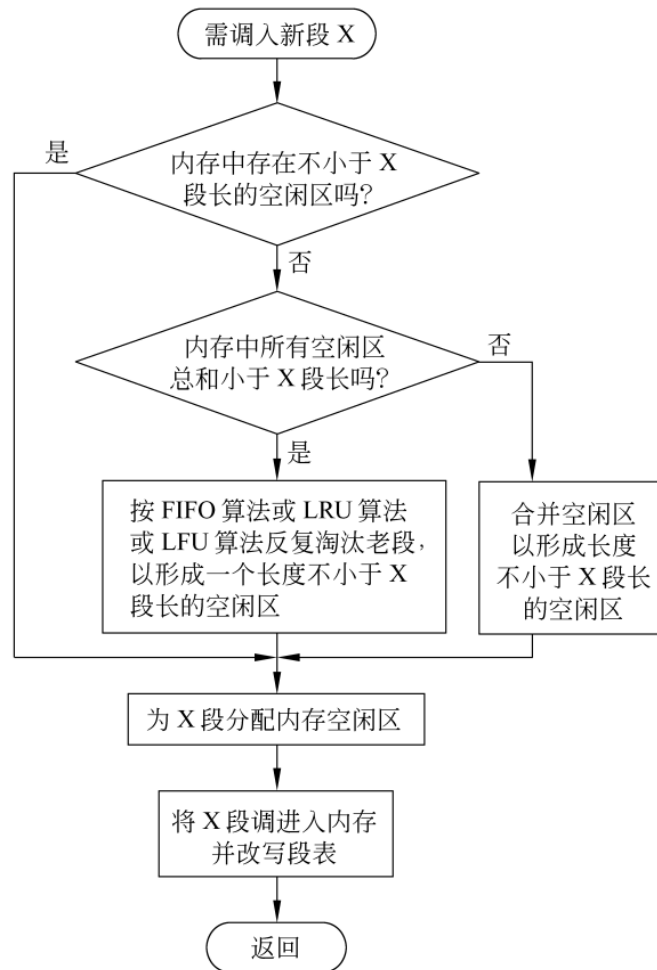 需调入新段 X
是
内存中存在不小于 X
段长的空闲区吗?
否
内存中所有空闲区
总和小于 X 段长吗?
否
是
按 FIFO 算法或 LRU 算法
或 LFU 算法反复淘汰老段,
以形成一个长度不小于 X
段长的空闲区
合并空闲区
以形成长度
不小于 X 段长
的空闲区
为 X 段分配内存空闲区
将 X 段调进入内存
并改写段表
返回